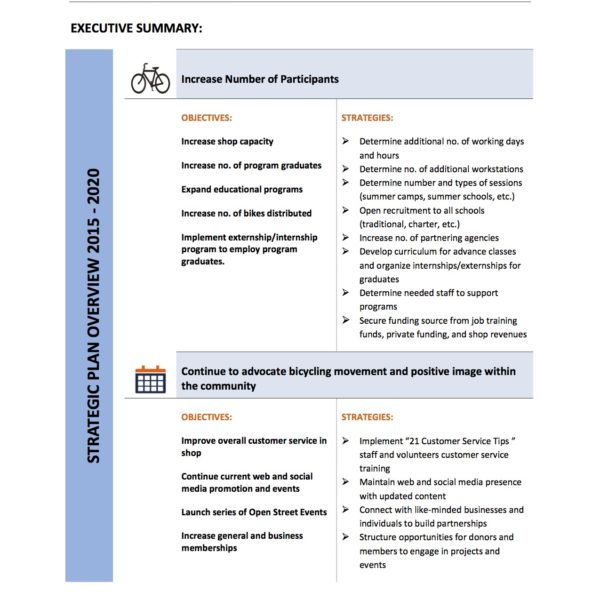 EXECUTIVE SUMMARY:
STRATEGIC PLAN OVERVIEW 2015 - 2020
Increase Number of Participants
OBJECTIVES:
Increase shop capacity
Increase no. of program graduates
Expand educational programs
Increase no. of bikes distributed
Implement externship/internship
program to employ program
graduates.
STRATEGIES:
➢ Determine additional no. of working days
and hours
➢ Determine no. of additional workstations
➢ Determine number and types of sessions
(summer camps, summer schools, etc.)
➢ Open recruitment to all schools
(traditional, charter, etc.)
➢ Increase no. of partnering agencies
➢ Develop curriculum for advance classes
and organize internships/externships for
graduates
➢ Determine needed staff to support
programs
➢ Secure funding source from job training
funds, private funding, and shop revenues
Continue to advocate bicycling movement and positive image within
the community
OBJECTIVES:
Improve overall customer service in
shop
Continue current web and social
media promotion and events
Launch series of Open Street Events
Increase general and business
memberships
STRATEGIES:
➢ Implement “21 Customer Service Tips ”
staff and volunteers customer service
training
➢ Maintain web and social media presence
with updated content
➢ Connect with like-minded businesses and
individuals to build partnerships
➢ Structure opportunities for donors and
members to engage in projects and
events